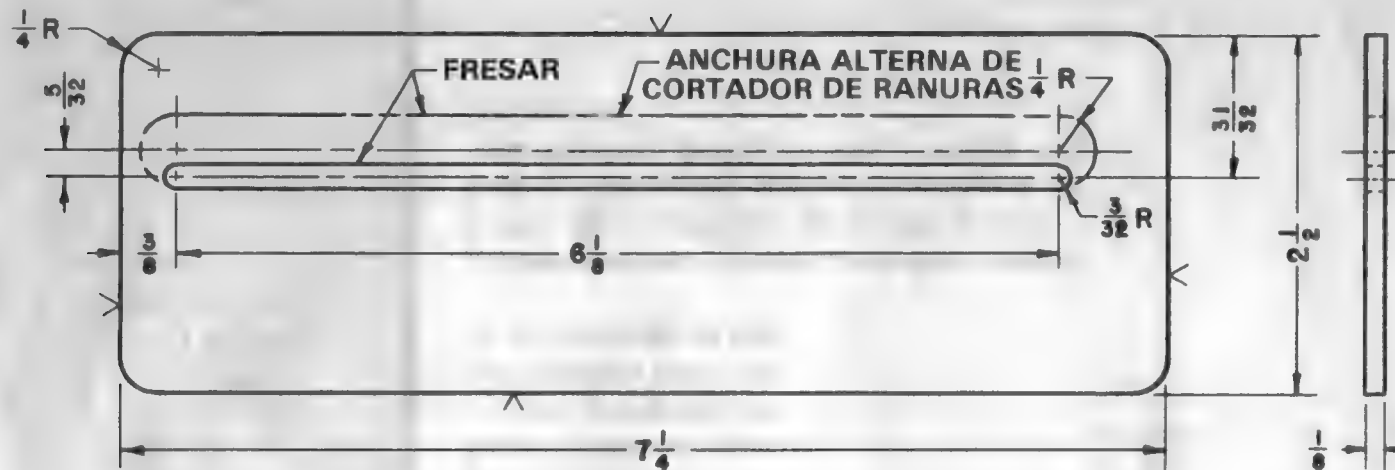 1/4 R
FRESAR
ANCHURA ALTERNA DE
CORTADOR DE RANURAS
1/4 R
5/32
31/32
3/32 R
3/8
6 1/8
2 1/2
7 1/4
1/8